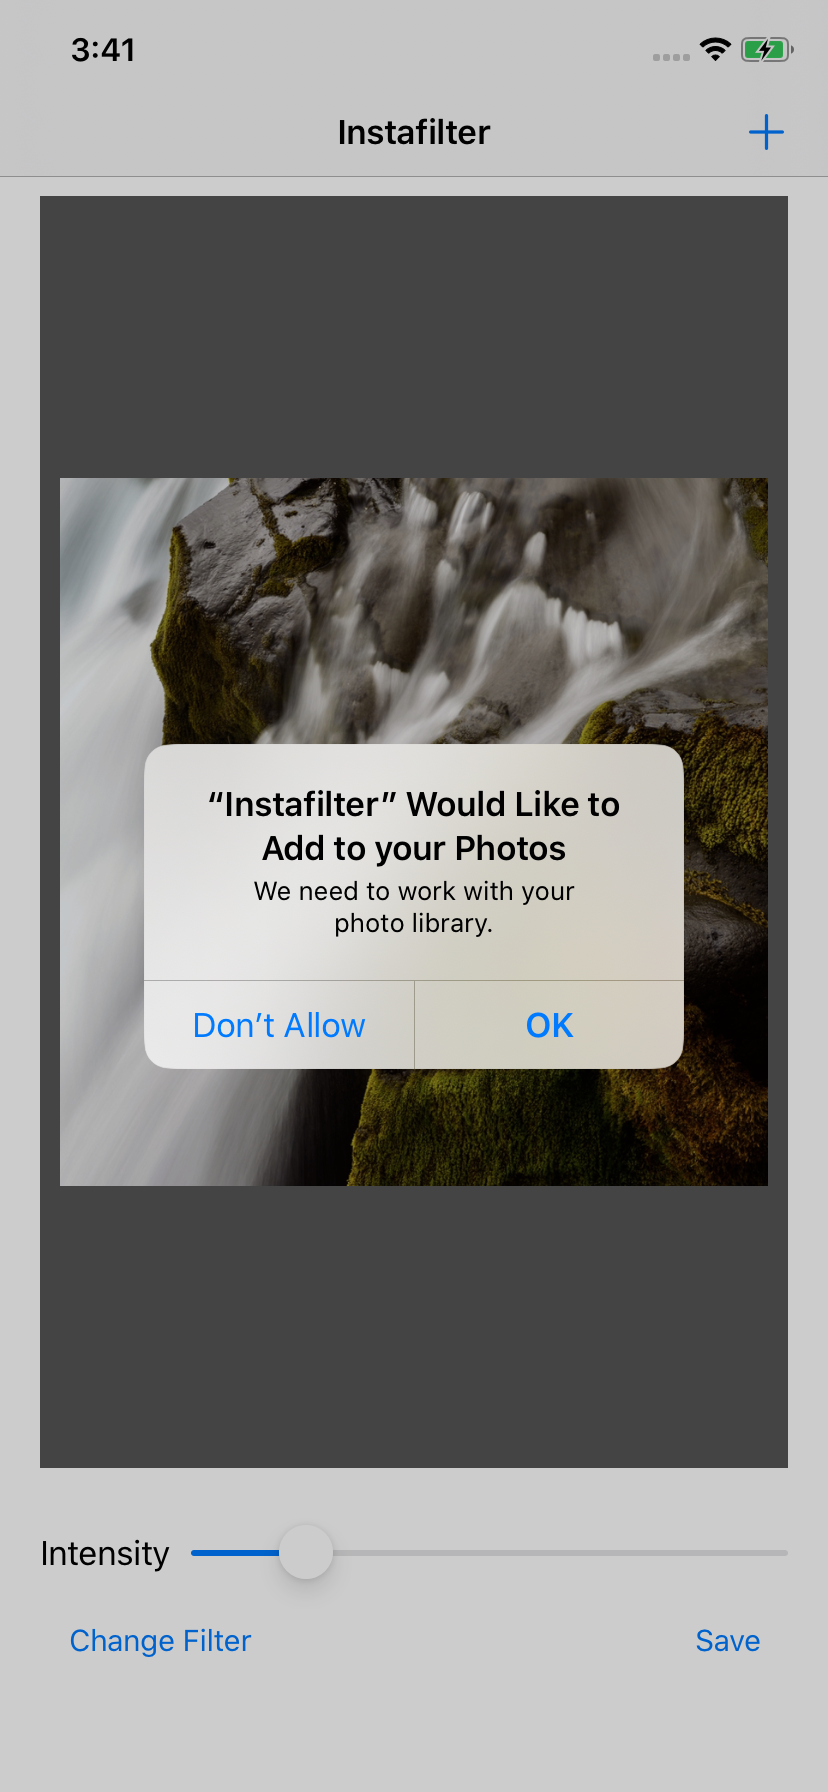 3:41
Instafilter
“Instafilter” Would Like to
Add to your Photos
We need to work with your
photo library.
Don’t Allow
OK
Intensity
Change Filter
Save